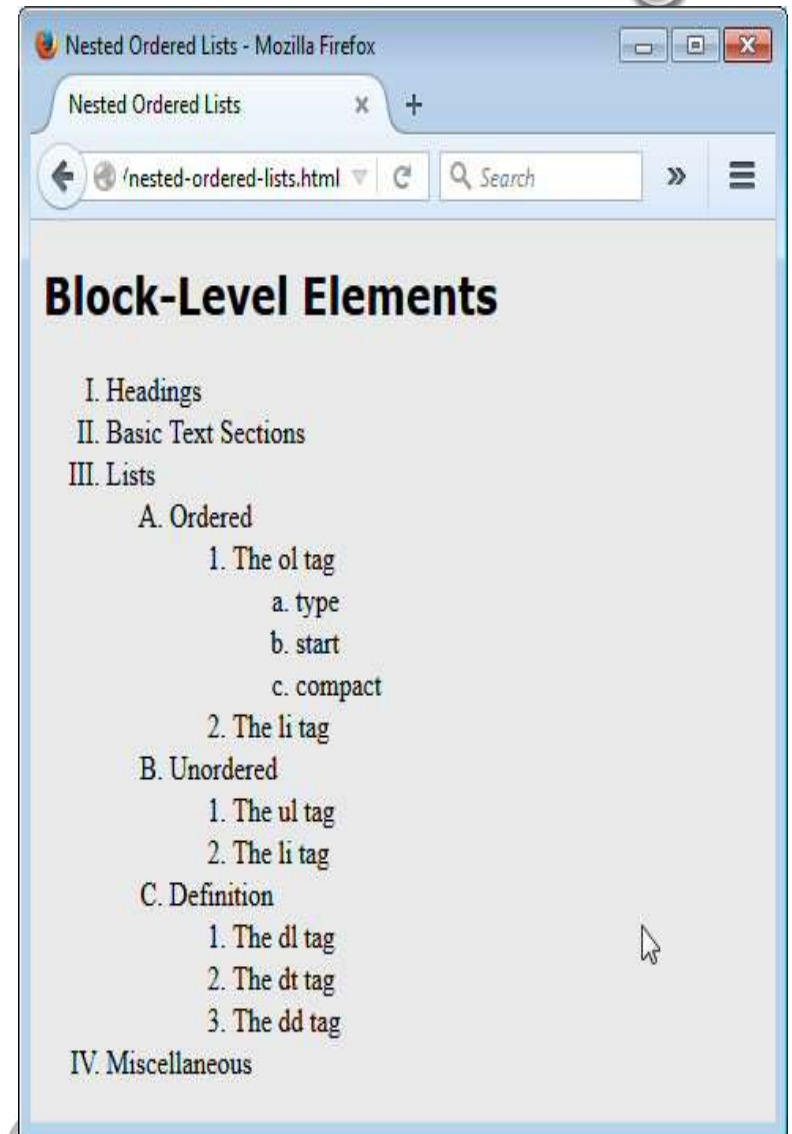 Nested Ordered Lists - Mozilla Firefox
Nested Ordered Lists
/nested-ordered-lists.html
Search
Block-Level Elements
I. Headings
II. Basic Text Sections
III. Lists
A. Ordered
1. The ol tag
a. type
b. start
c. compact
2. The li tag
B. Unordered
1. The ul tag
2. The li tag
C. Definition
1. The dl tag
2. The dt tag
3. The dd tag
IV. Miscellaneous